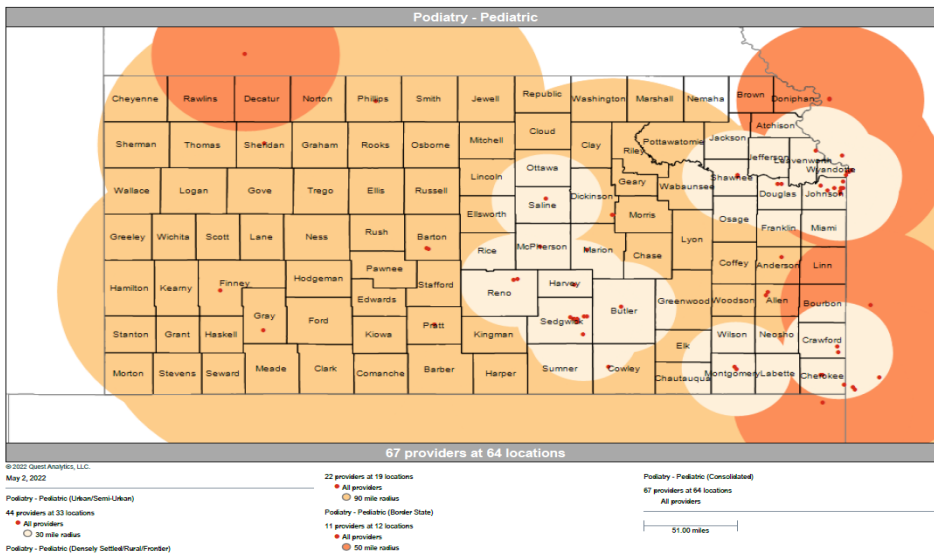 Podiatry - Pediatric
Cheyenne Rawlins Decatur Norton Phillips Smith Jewell Republic Washington Marshall Nemaha Brown Doniphan
Atchison
Sherman Thomas Sheridan Graham Rooks Osborne Mitchell Cloud Clay Riley Pottawatomie Jackson Jefferson Leavenworth
Wyandotte
Wallace Logan Gove Trego Ellis Russell Lincoln Ottawa Dickinson Geary Wabaunsee Shawnee Douglas Johnson
Saline
Greeley Wichita Scott Lane Ness Rush Barton Ellsworth Morris Osage Franklin Miami
Rice McPherson Marion Chase Lyon
Hamilton Kearny Finney Hodgeman Pawnee Stafford Reno Harvey Coffey Anderson Linn
Edwards
Stanton Grant Haskell Gray Ford Kiowa Pratt Kingman Sedgwick Butler Greenwood Woodson Allen Bourbon
Elk Wilson Neosho Crawford
Morton Stevens Seward Meade Clark Comanche Barber Harper Sumner Cowley Chautauqua Montgomery Labette Cherokee
67 providers at 64 locations
© 2022 Quest Analytics, LLC.
May 2, 2022
Podiatry - Pediatric (Urban/Semi-Urban)
44 providers at 33 locations
All providers
30 mile radius
Podiatry - Pediatric (Densely Settled/Rural/Frontier)
22 providers at 19 locations
All providers
90 mile radius
Podiatry - Pediatric (Border State)
11 providers at 12 locations
All providers
50 mile radius
Podiatry - Pediatric (Consolidated)
67 providers at 64 locations
All providers
51.00 miles